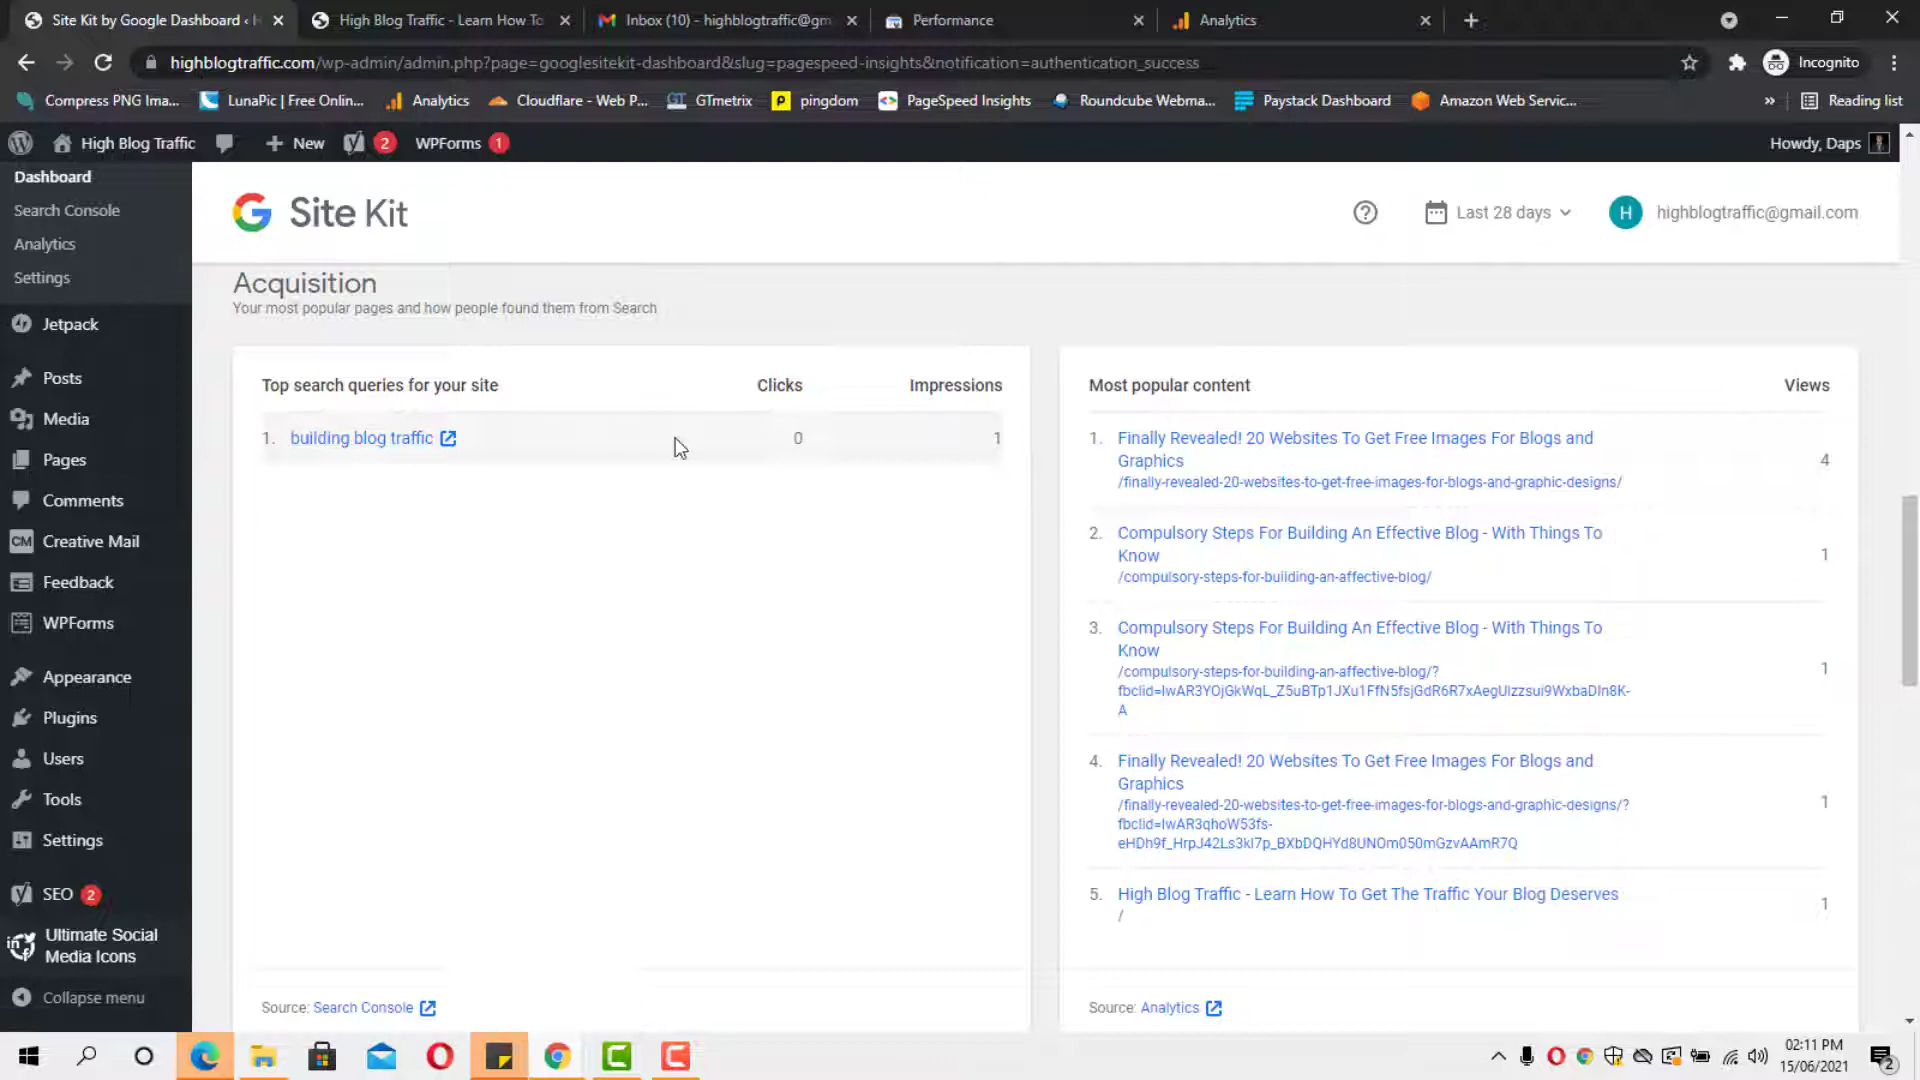 Site Kit by Google Dashboard ‹ H
High Blog Traffic - Learn How To
Inbox (10) - highblogtraffic@gm
Performance
Analytics
highblogtraffic.com/wp-admin/admin.php?page=googlesitekit-dashboard&slug=pagespeed-insights&notification=authentication_success
Incognito
Compress PNG Ima...
LunaPic | Free Onlin...
Analytics
Cloudflare - Web P...
GTmetrix
pingdom
PageSpeed Insights
Roundcube Webma...
Paystack Dashboard
Amazon Web Servic...
»
Reading list
High Blog Traffic
New
2
WPForms 1
Howdy, Daps
Dashboard
Search Console
Analytics
Settings
Jetpack
Posts
Media
Pages
Comments
CM Creative Mail
Feedback
WPForms
Appearance
Plugins
Users
Tools
Settings
SEO 2
Ultimate Social
Media Icons
Collapse menu
Site Kit
Last 28 days
H
highblogtraffic@gmail.com
Acquisition
Your most popular pages and how people found them from Search
Top search queries for your site Clicks Impressions
1. building blog traffic 0 1
Source: Search Console
Most popular content Views
1. Finally Revealed! 20 Websites To Get Free Images For Blogs and
Graphics
4
/finally-revealed-20-websites-to-get-free-images-for-blogs-and-graphic-designs/
2. Compulsory Steps For Building An Effective Blog - With Things To
Know
1
/compulsory-steps-for-building-an-affective-blog/
3. Compulsory Steps For Building An Effective Blog - With Things To
Know
/compulsory-steps-for-building-an-affective-blog/?
1
4. Finally Revealed! 20 Websites To Get Free Images For Blogs and
Graphics
/finally-revealed-20-websites-to-get-free-images-for-blogs-and-graphic-designs/?
1
5. High Blog Traffic - Learn How To Get The Traffic Your Blog Deserves
1
/
Source: Analytics
02:11 PM
15/06/2021
2